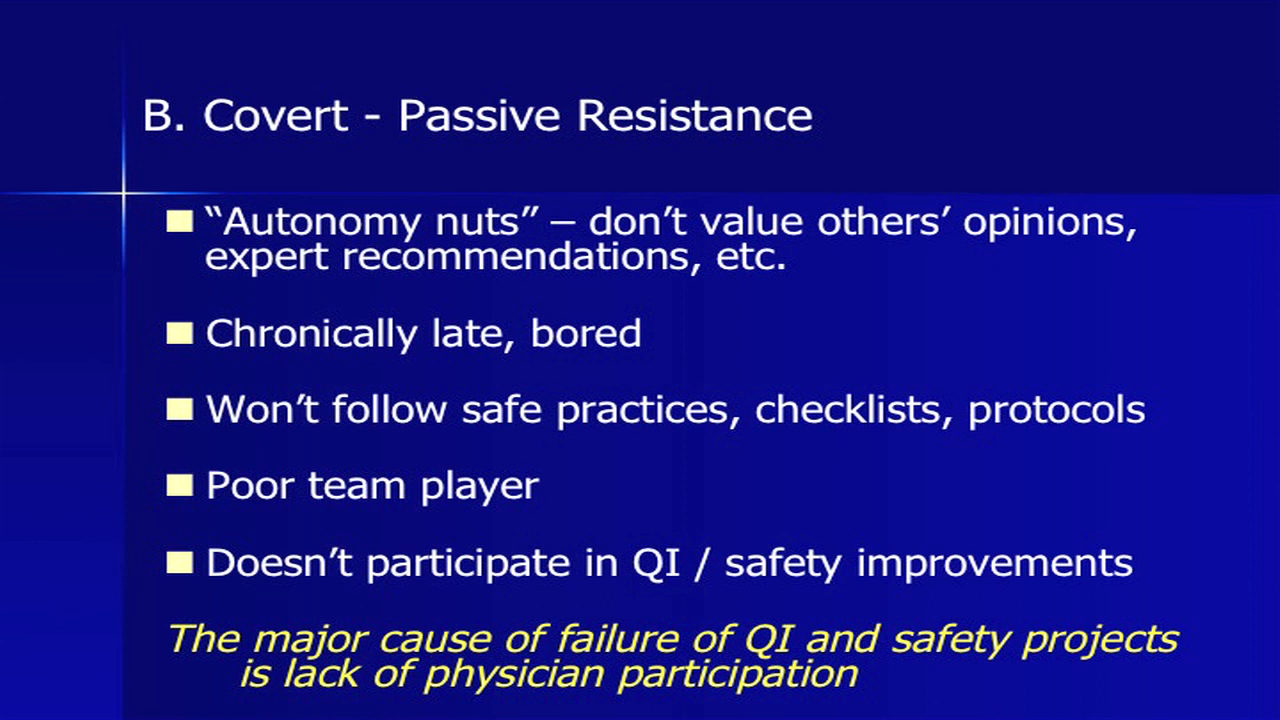 B. Covert - Passive Resistance
“Autonomy nuts” – don’t value others’ opinions,
expert recommendations, etc.
Chronically late, bored
Won’t follow safe practices, checklists, protocols
Poor team player
Doesn’t participate in QI / safety improvements
The major cause of failure of QI and safety projects
is lack of physician participation